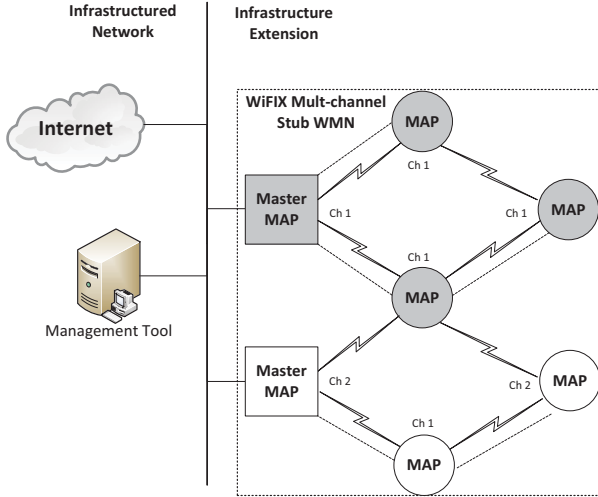 Infrastructured
Network
Infrastructure
Extension
WiFIX Mult-channel
Stub WMN
Internet
MAP
Ch 1
Master
MAP
Ch 1
Ch 1
MAP
Ch 1
MAP
Management Tool
Master
MAP
Ch 2
Ch 2
MAP
Ch 1
MAP